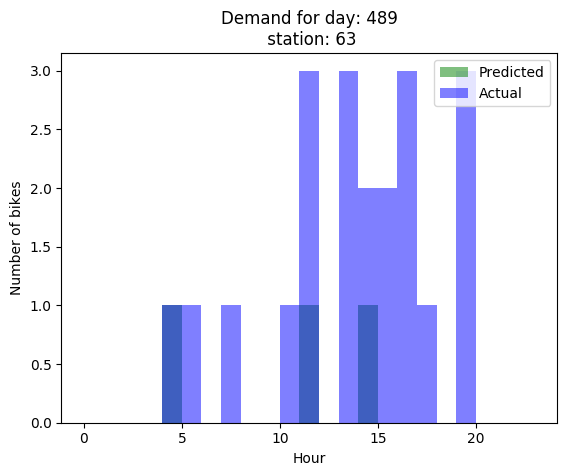 Demand for day: 489
station: 63
Predicted
Actual
Number of bikes
3.0
2.5
2.0
1.5
1.0
0.5
0.0
0
5
10
15
20
Hour